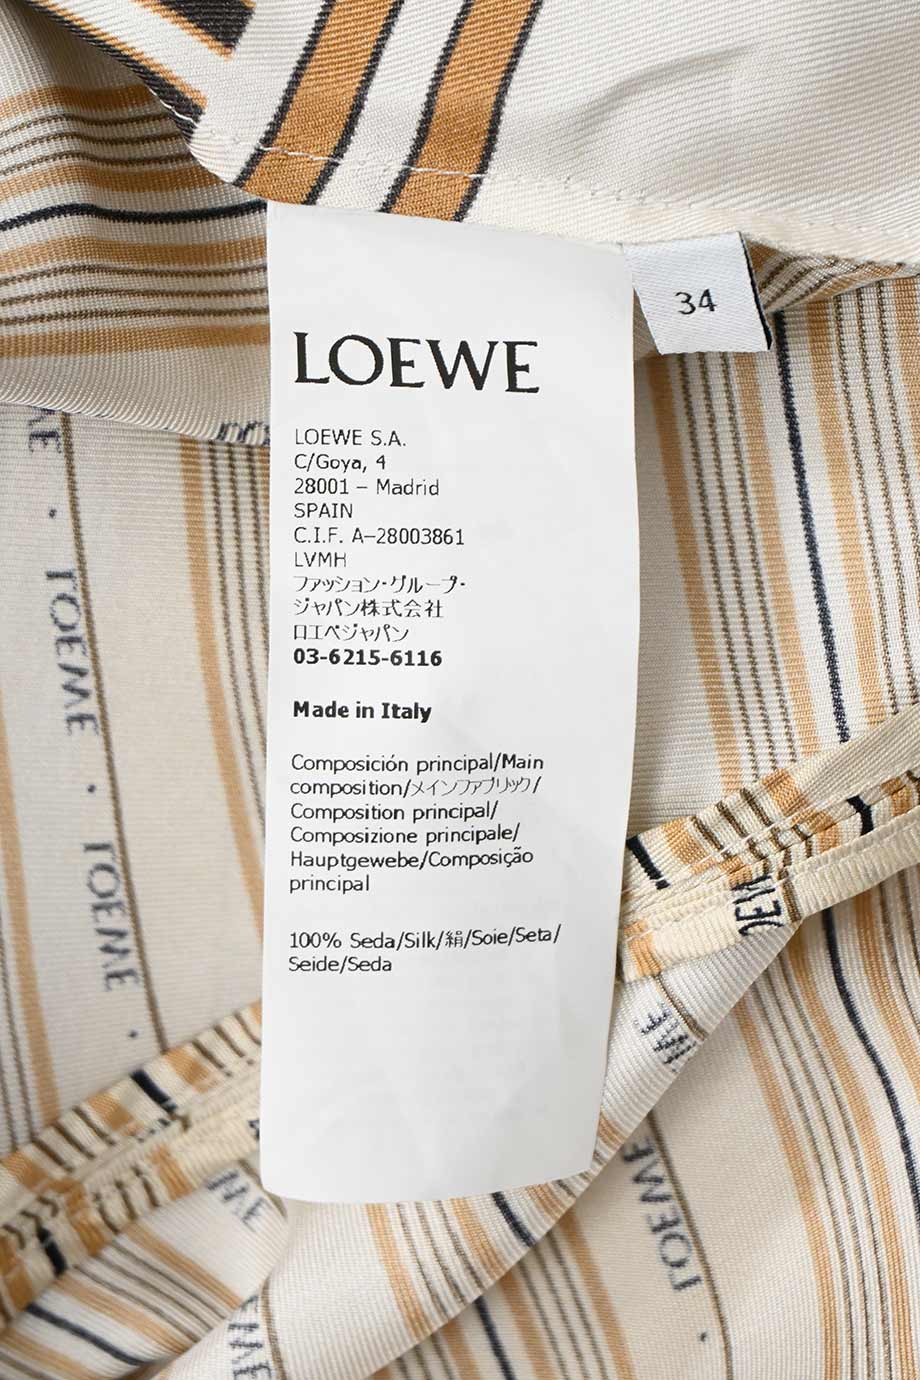 34
LOEWE
LOEWE S.A.
C/Goya, 4
28001 – Madrid
SPAIN
C.I.F. A–28003861
LVMH
ファッション・グループ・
ジャパン株式会社
ロエベジャパン
03-6215-6116
Made in Italy
Composición principal/Main
composition/メインファブリック/
Composition principal/
Composizione principale/
Hauptgewebe/Composição
principal
100% Seda/Silk/絹/Soie/Seta/
Seide/Seda
LOEWE · LOEWE ·
LOEWE